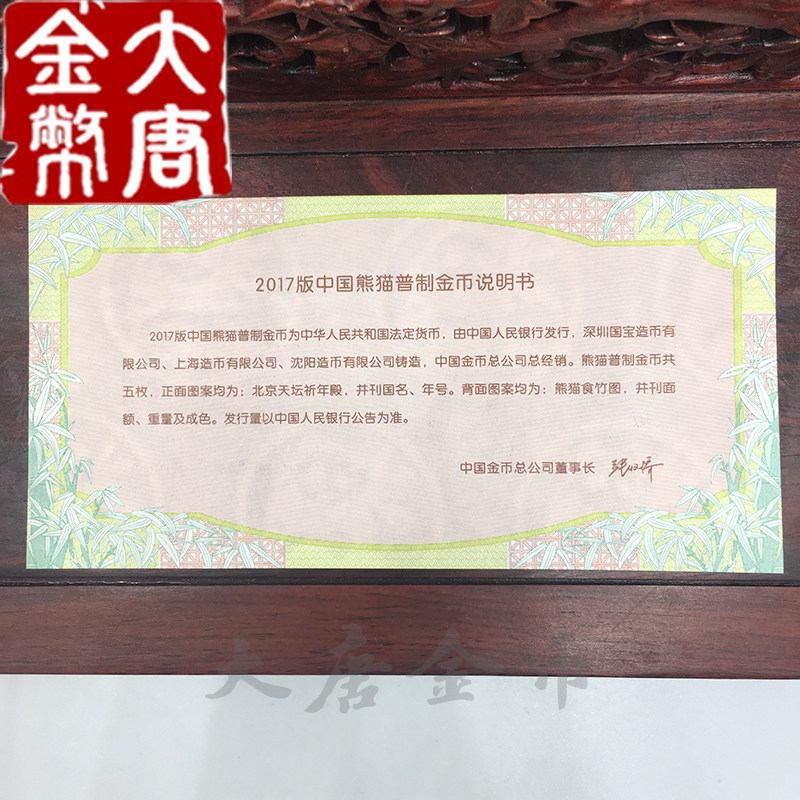 大唐
金幣
2017版中国熊猫普制金币说明书
2017版中国熊猫普制金币为中华人民共和国法定货币，由中国人民银行发行，深圳国宝造币有
限公司、上海造币有限公司、沈阳造币有限公司铸造，中国金币总公司总经销。熊猫普制金币共
五枚，正面图案均为：北京天坛祈年殿，并刊国名、年号。背面图案均为：熊猫食竹图，并刊面
额、重量及成色。发行量以中国人民银行公告为准。
中国金币总公司董事长
大唐金币